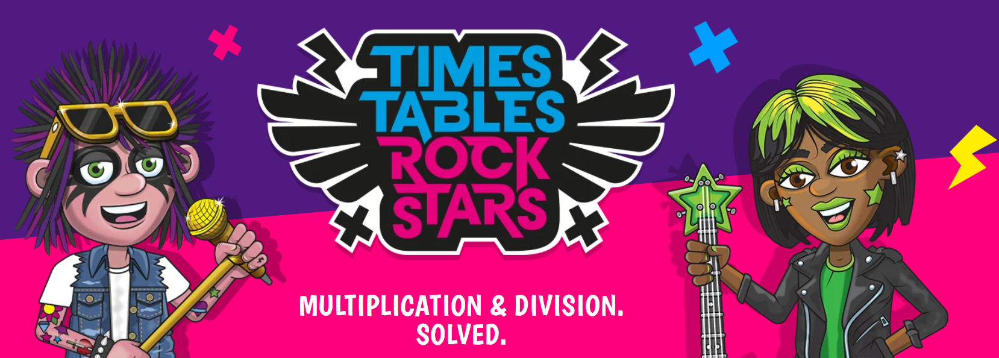 TIMES
TABLES
ROCK
STARS
MULTIPLICATION & DIVISION.
SOLVED.